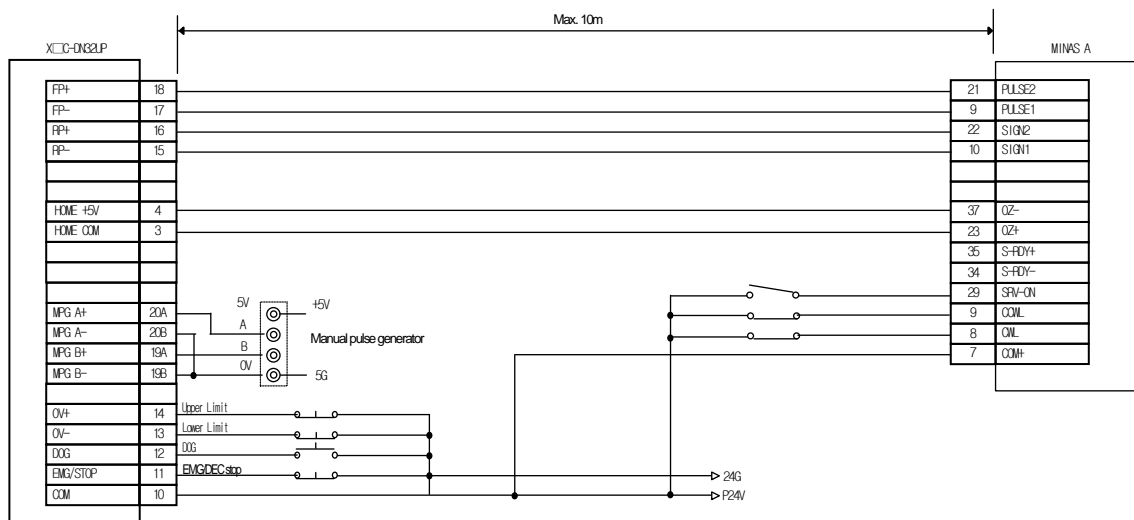 Max. 10m
X□C-DN32UP
MINAS A
FP+ 18
FP- 17
RP+ 16
RP- 15
HOME +5V 4
HOME COM 3
MPG A+ 20A
MPG A- 20B
MPG B+ 19A
MPG B- 19B
OV+ 14
OV- 13
DOG 12
EMG/STOP 11
COM 10
5V
A
B
0V
+5V
5G
Manual pulse generator
Upper Limit
Lower Limit
DOG
EMG/DEC stop
24G
P24V
21 PULSE2
9 PULSE1
22 SIGN2
10 SIGN1
37 OZ-
23 OZ+
35 S-RDY+
34 S-RDY-
29 SRV-ON
9 CCWL
8 CWL
7 COM+